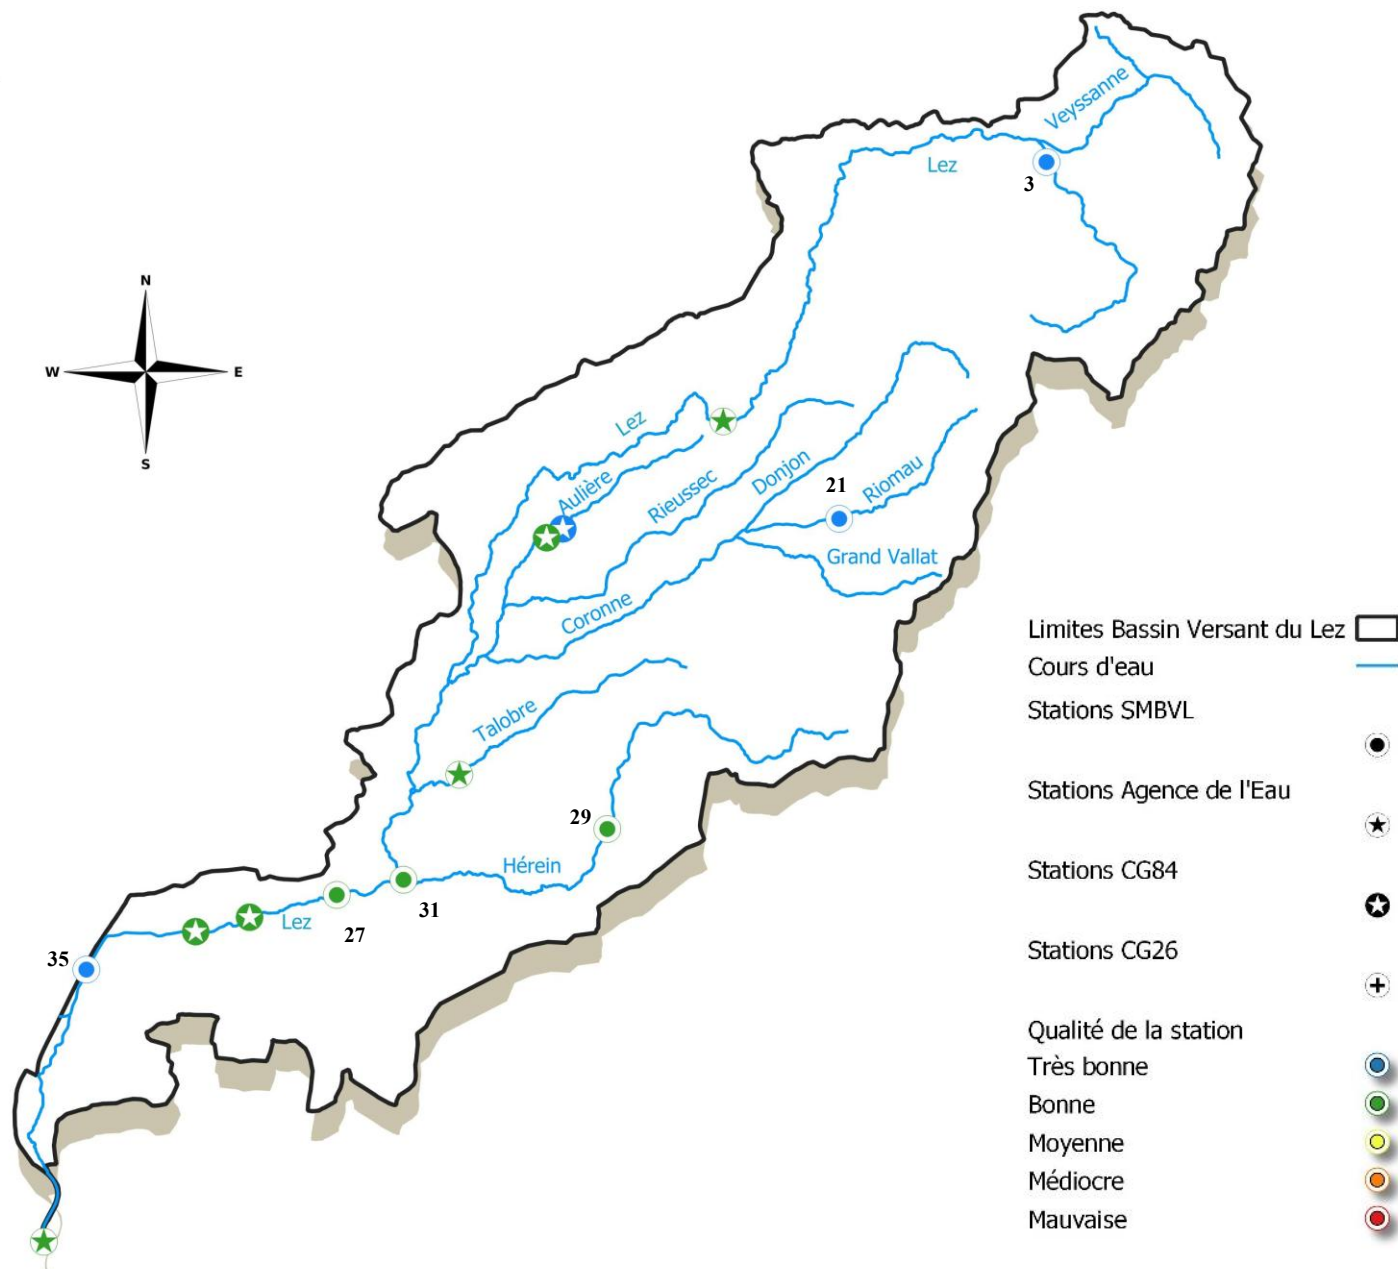 Veyssanne
Lez
3
N
W
E
S
Lez
Aulière
Rieussec
Donjon
21
Riomau
Grand Vallat
Coronne
Limites Bassin Versant du Lez
Cours d'eau
Talobre
Stations SMBVL
Stations Agence de l'Eau
29
Hérein
Stations CG84
31
Lez
27
35
Stations CG26
Qualité de la station
Très bonne
Bonne
Moyenne
Médiocre
Mauvaise